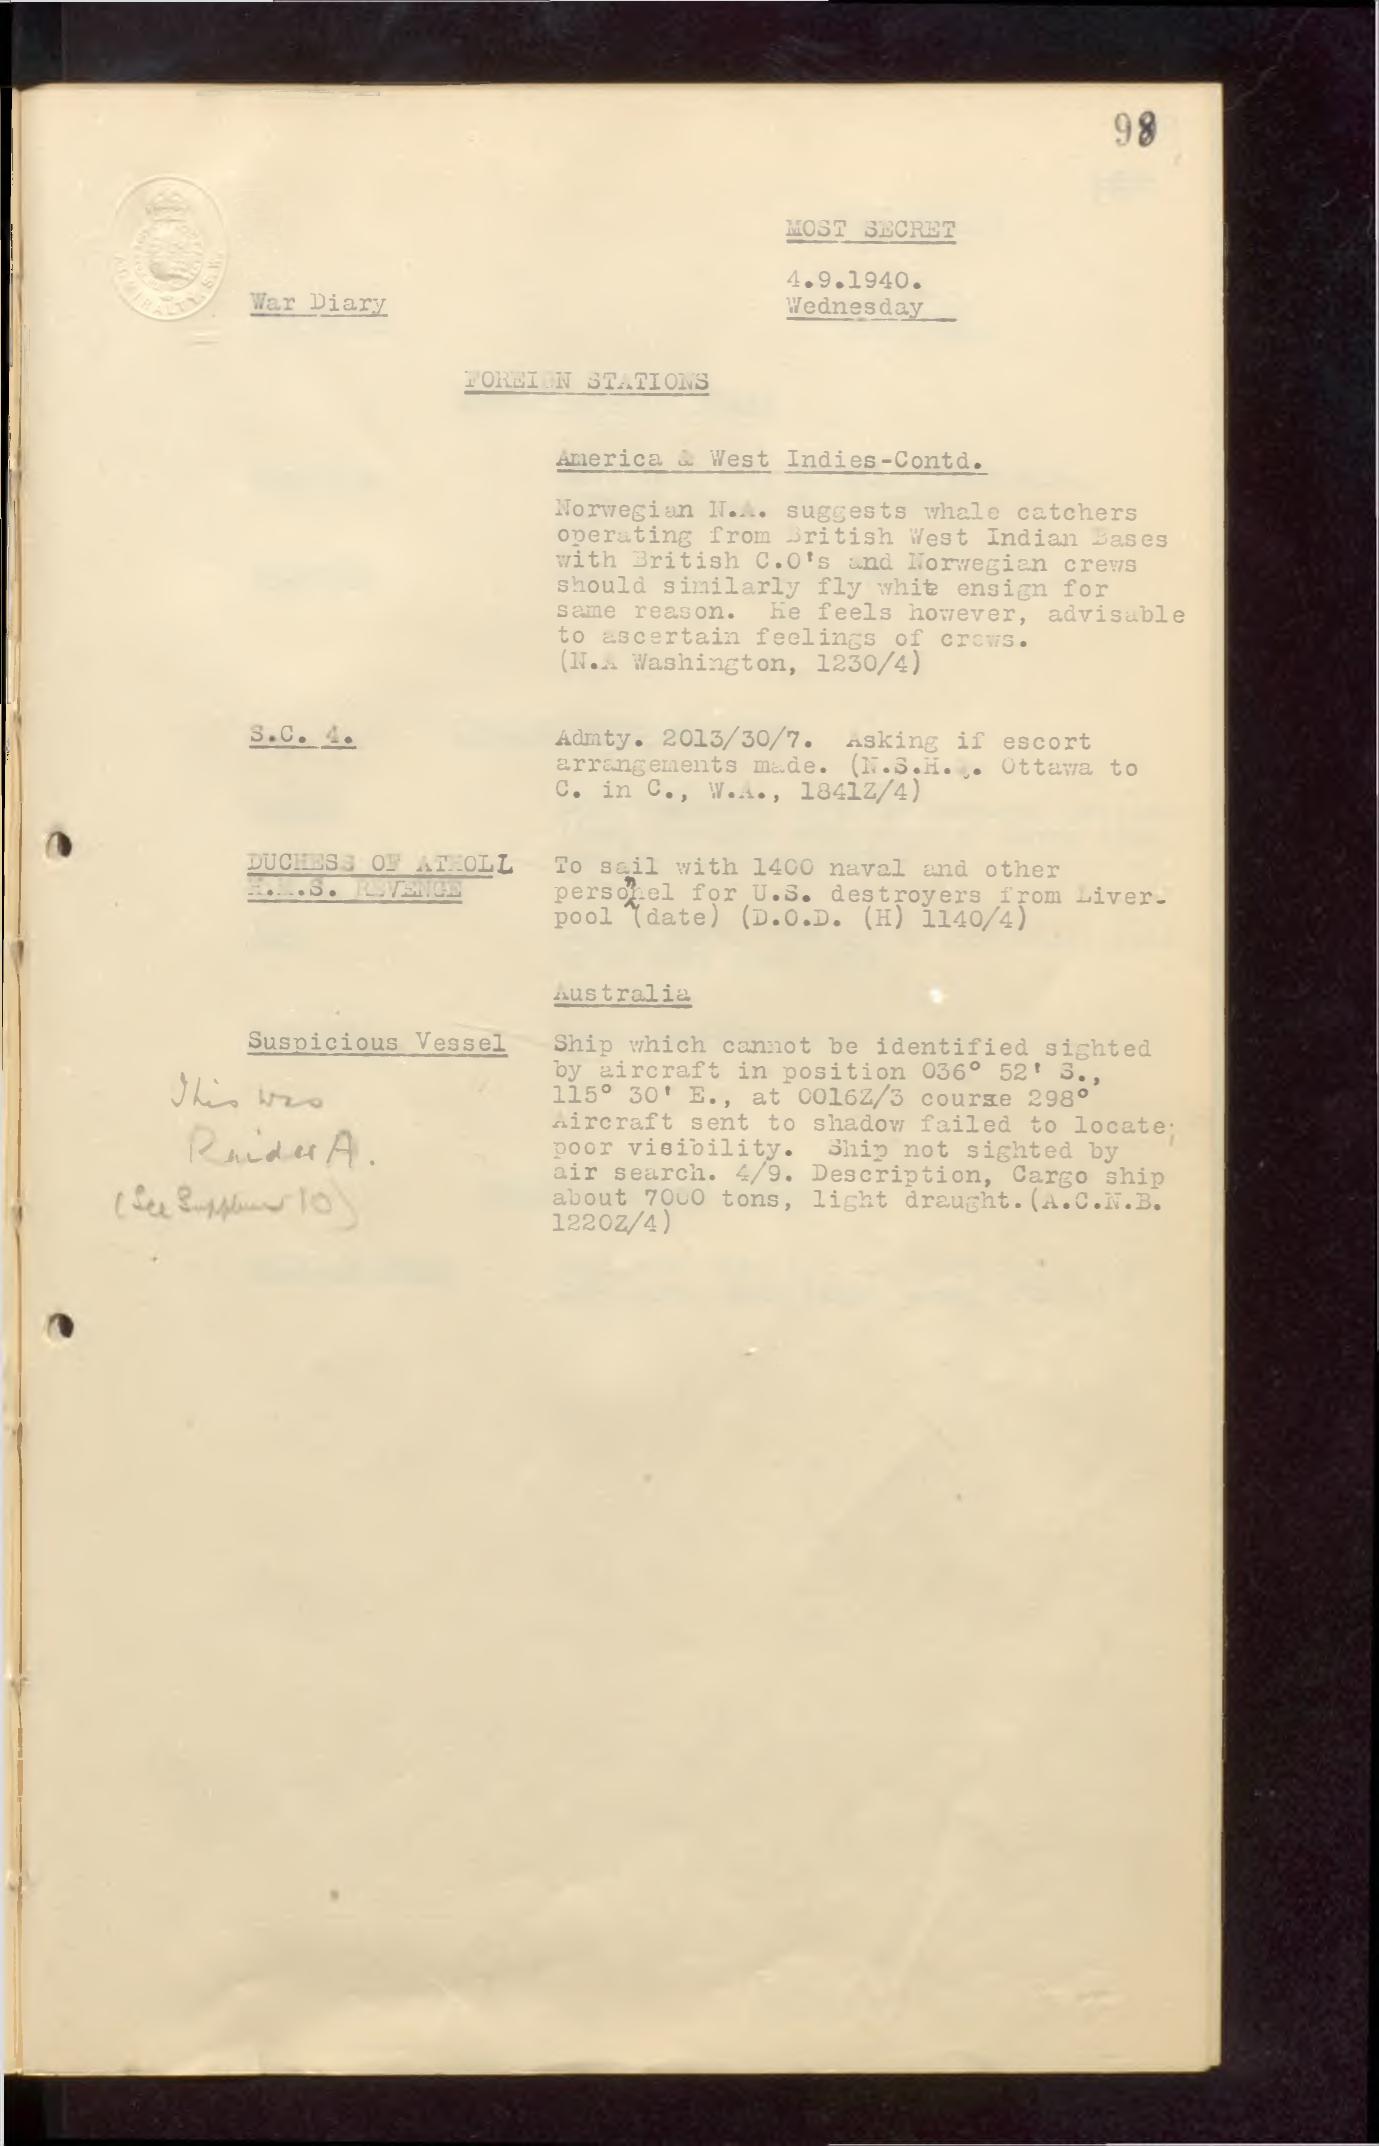 98
MOST SECRET
4.9.1940.
War Diary
Wednesday
FOREIGN STATIONS
America & West Indies-Contd.
Norwegian N.A. suggests whale catchers
operating from British West Indian Bases
with British C.O's and Norwegian crews
should similarly fly white ensign for
same reason. He feels however, advisable
to ascertain feelings of crews.
(N.A Washington, 1230/4)
S.C. 4.
Admty. 2013/30/7. Asking if escort
arrangements made. (N.S.H.Q. Ottawa to
C. in C., W.A., 1841Z/4)
DUCHESS OF ATHOLL
H.M.S. REVENGE
To sail with 1400 naval and other
personnel for U.S. destroyers from Liver-
pool (date) (D.O.D. (H) 1140/4)
Australia
Suspicious Vessel
Ship which cannot be identified sighted
by aircraft in position 036° 52' S.,
115° 30' E., at 0016Z/3 course 298°
Aircraft sent to shadow failed to locate;
poor visibility. Ship not sighted by
air search. 4/9. Description, Cargo ship
about 7000 tons, light draught.(A.C.N.B.
1220Z/4)
This was
Raider A.
(See 10)
ADMIRALTY. S.E.